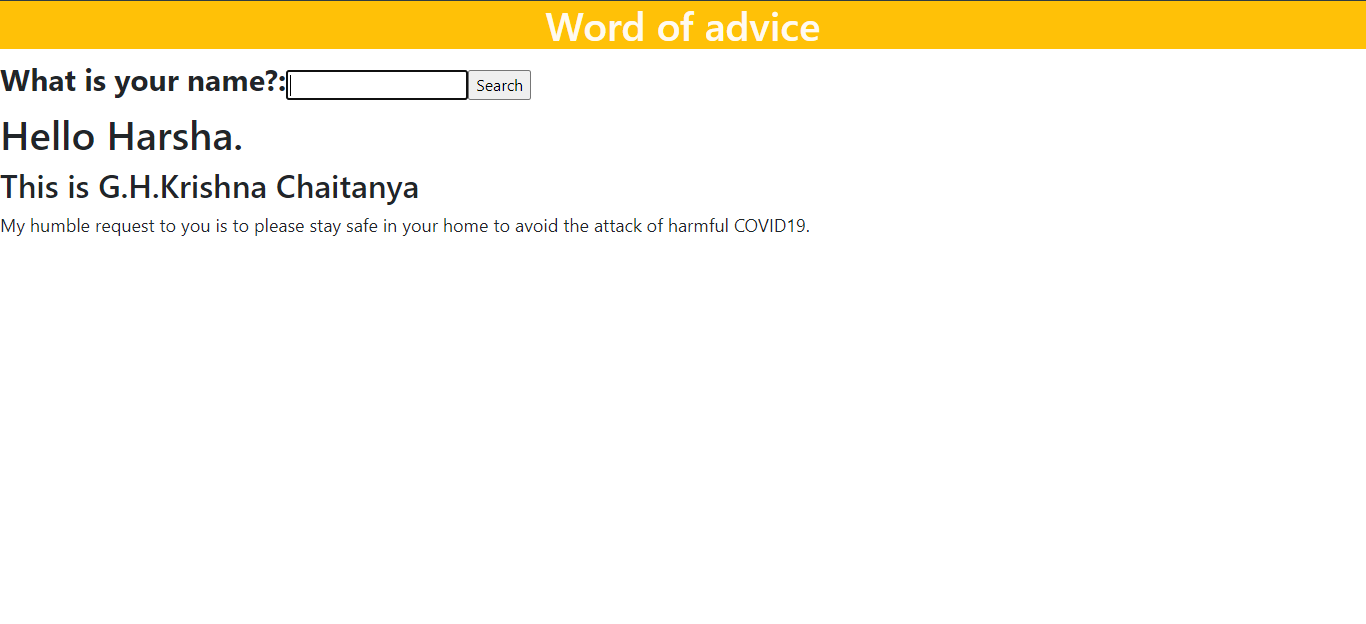 Word of advice
What is your name?: Search
Hello Harsha.
This is G.H.Krishna Chaitanya
My humble request to you is to please stay safe in your home to avoid the attack of harmful COVID19.